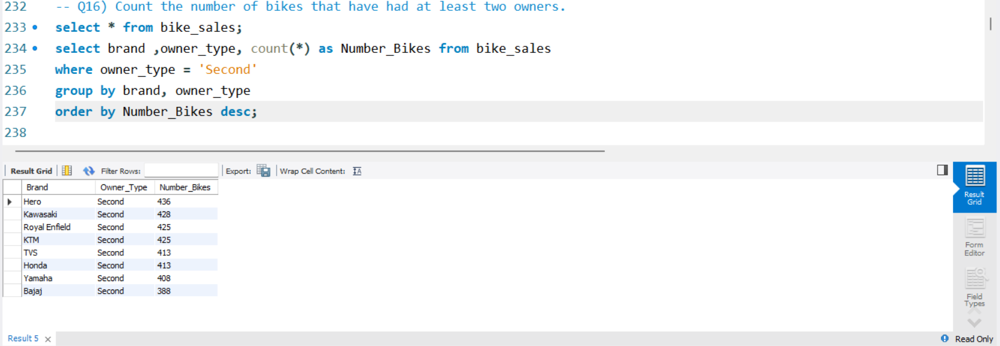 232 -- Q16) Count the number of bikes that have had at least two owners.
233 select * from bike_sales;
234 select brand ,owner_type, count(*) as Number_Bikes from bike_sales
235 where owner_type = 'Second'
236 group by brand, owner_type
237 order by Number_Bikes desc;
238
Result Grid Filter Rows: Export: Wrap Cell Content:
Brand Owner_Type Number_Bikes
Hero Second 436
Kawasaki Second 428
Royal Enfield Second 425
KTM Second 425
TVS Second 413
Honda Second 413
Yamaha Second 408
Bajaj Second 388
Result
Grid
Form
Editor
Field
Types
Result 5
Read Only